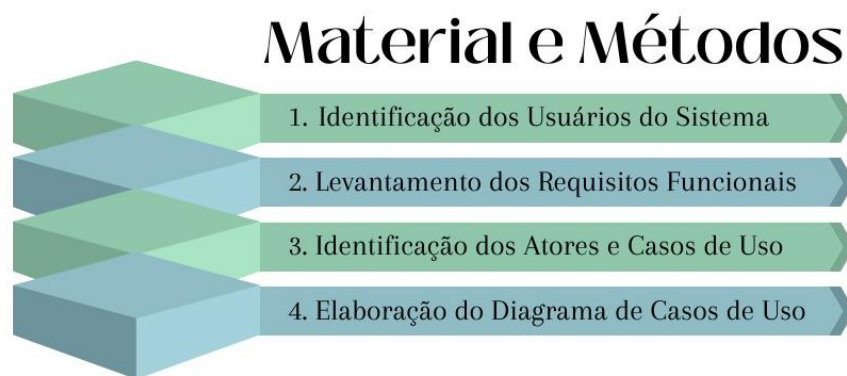 Material e Métodos
1. Identificação dos Usuários do Sistema
2. Levantamento dos Requisitos Funcionais
3. Identificação dos Atores e Casos de Uso
4. Elaboração do Diagrama de Casos de Uso